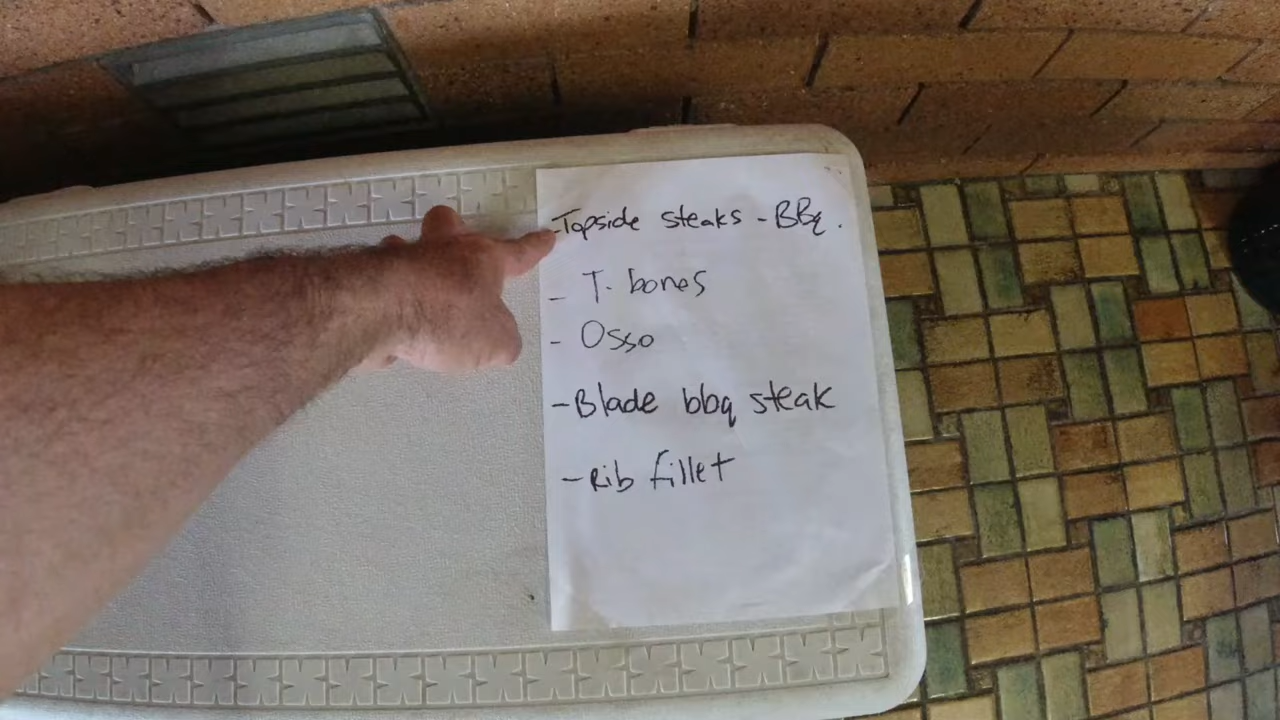 - Topside steaks - BBq.
- T. bones
- Osso
- Blade bbq steak
- Rib fillet